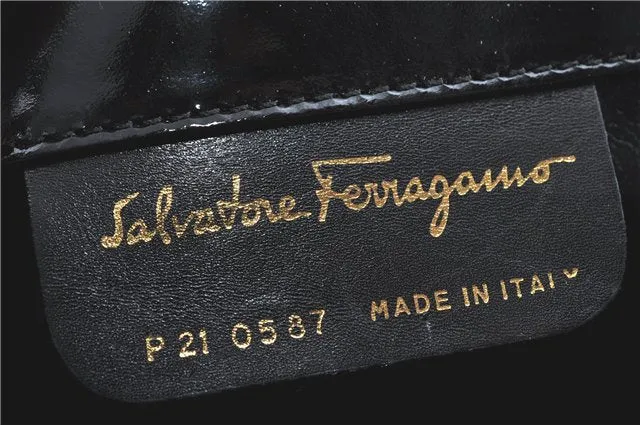 Salvatore Ferragamo
P 21 0587 MADE IN ITALY